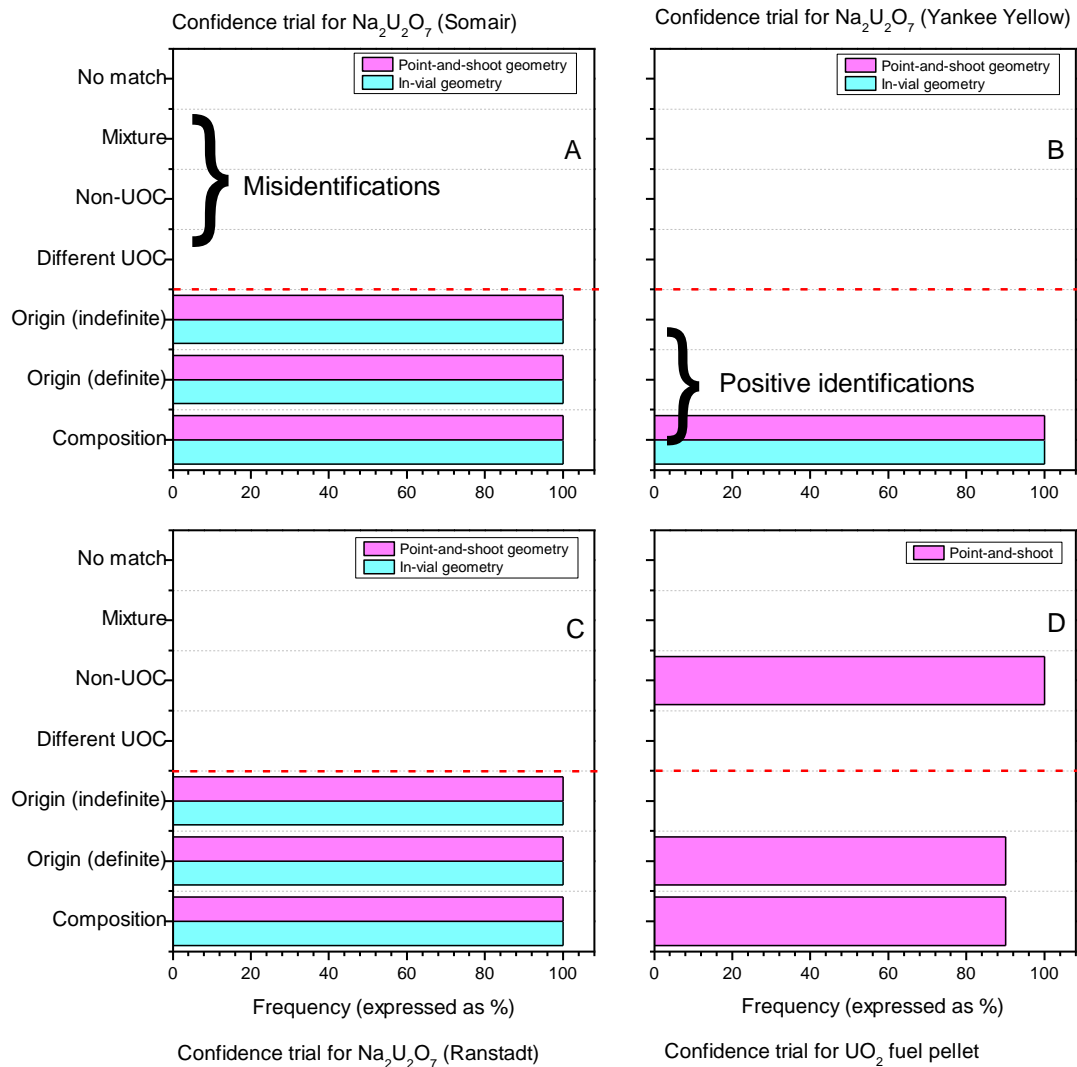 Confidence trial for Na₂U₂O₇ (Somair)
Confidence trial for Na₂U₂O₇ (Yankee Yellow)
Point-and-shoot geometry
In-vial geometry
A
No match
Mixture
Non-UOC
Different UOC
Origin (indefinite)
Origin (definite)
Composition
Misidentifications
0 20 40 60 80 100
Point-and-shoot geometry
In-vial geometry
B
Positive identifications
0 20 40 60 80 100
Point-and-shoot geometry
In-vial geometry
C
No match
Mixture
Non-UOC
Different UOC
Origin (indefinite)
Origin (definite)
Composition
0 20 40 60 80 100
Frequency (expressed as %)
Point-and-shoot
D
0 20 40 60 80 100
Frequency (expressed as %)
Confidence trial for Na₂U₂O₇ (Ranstadt)
Confidence trial for UO₂ fuel pellet